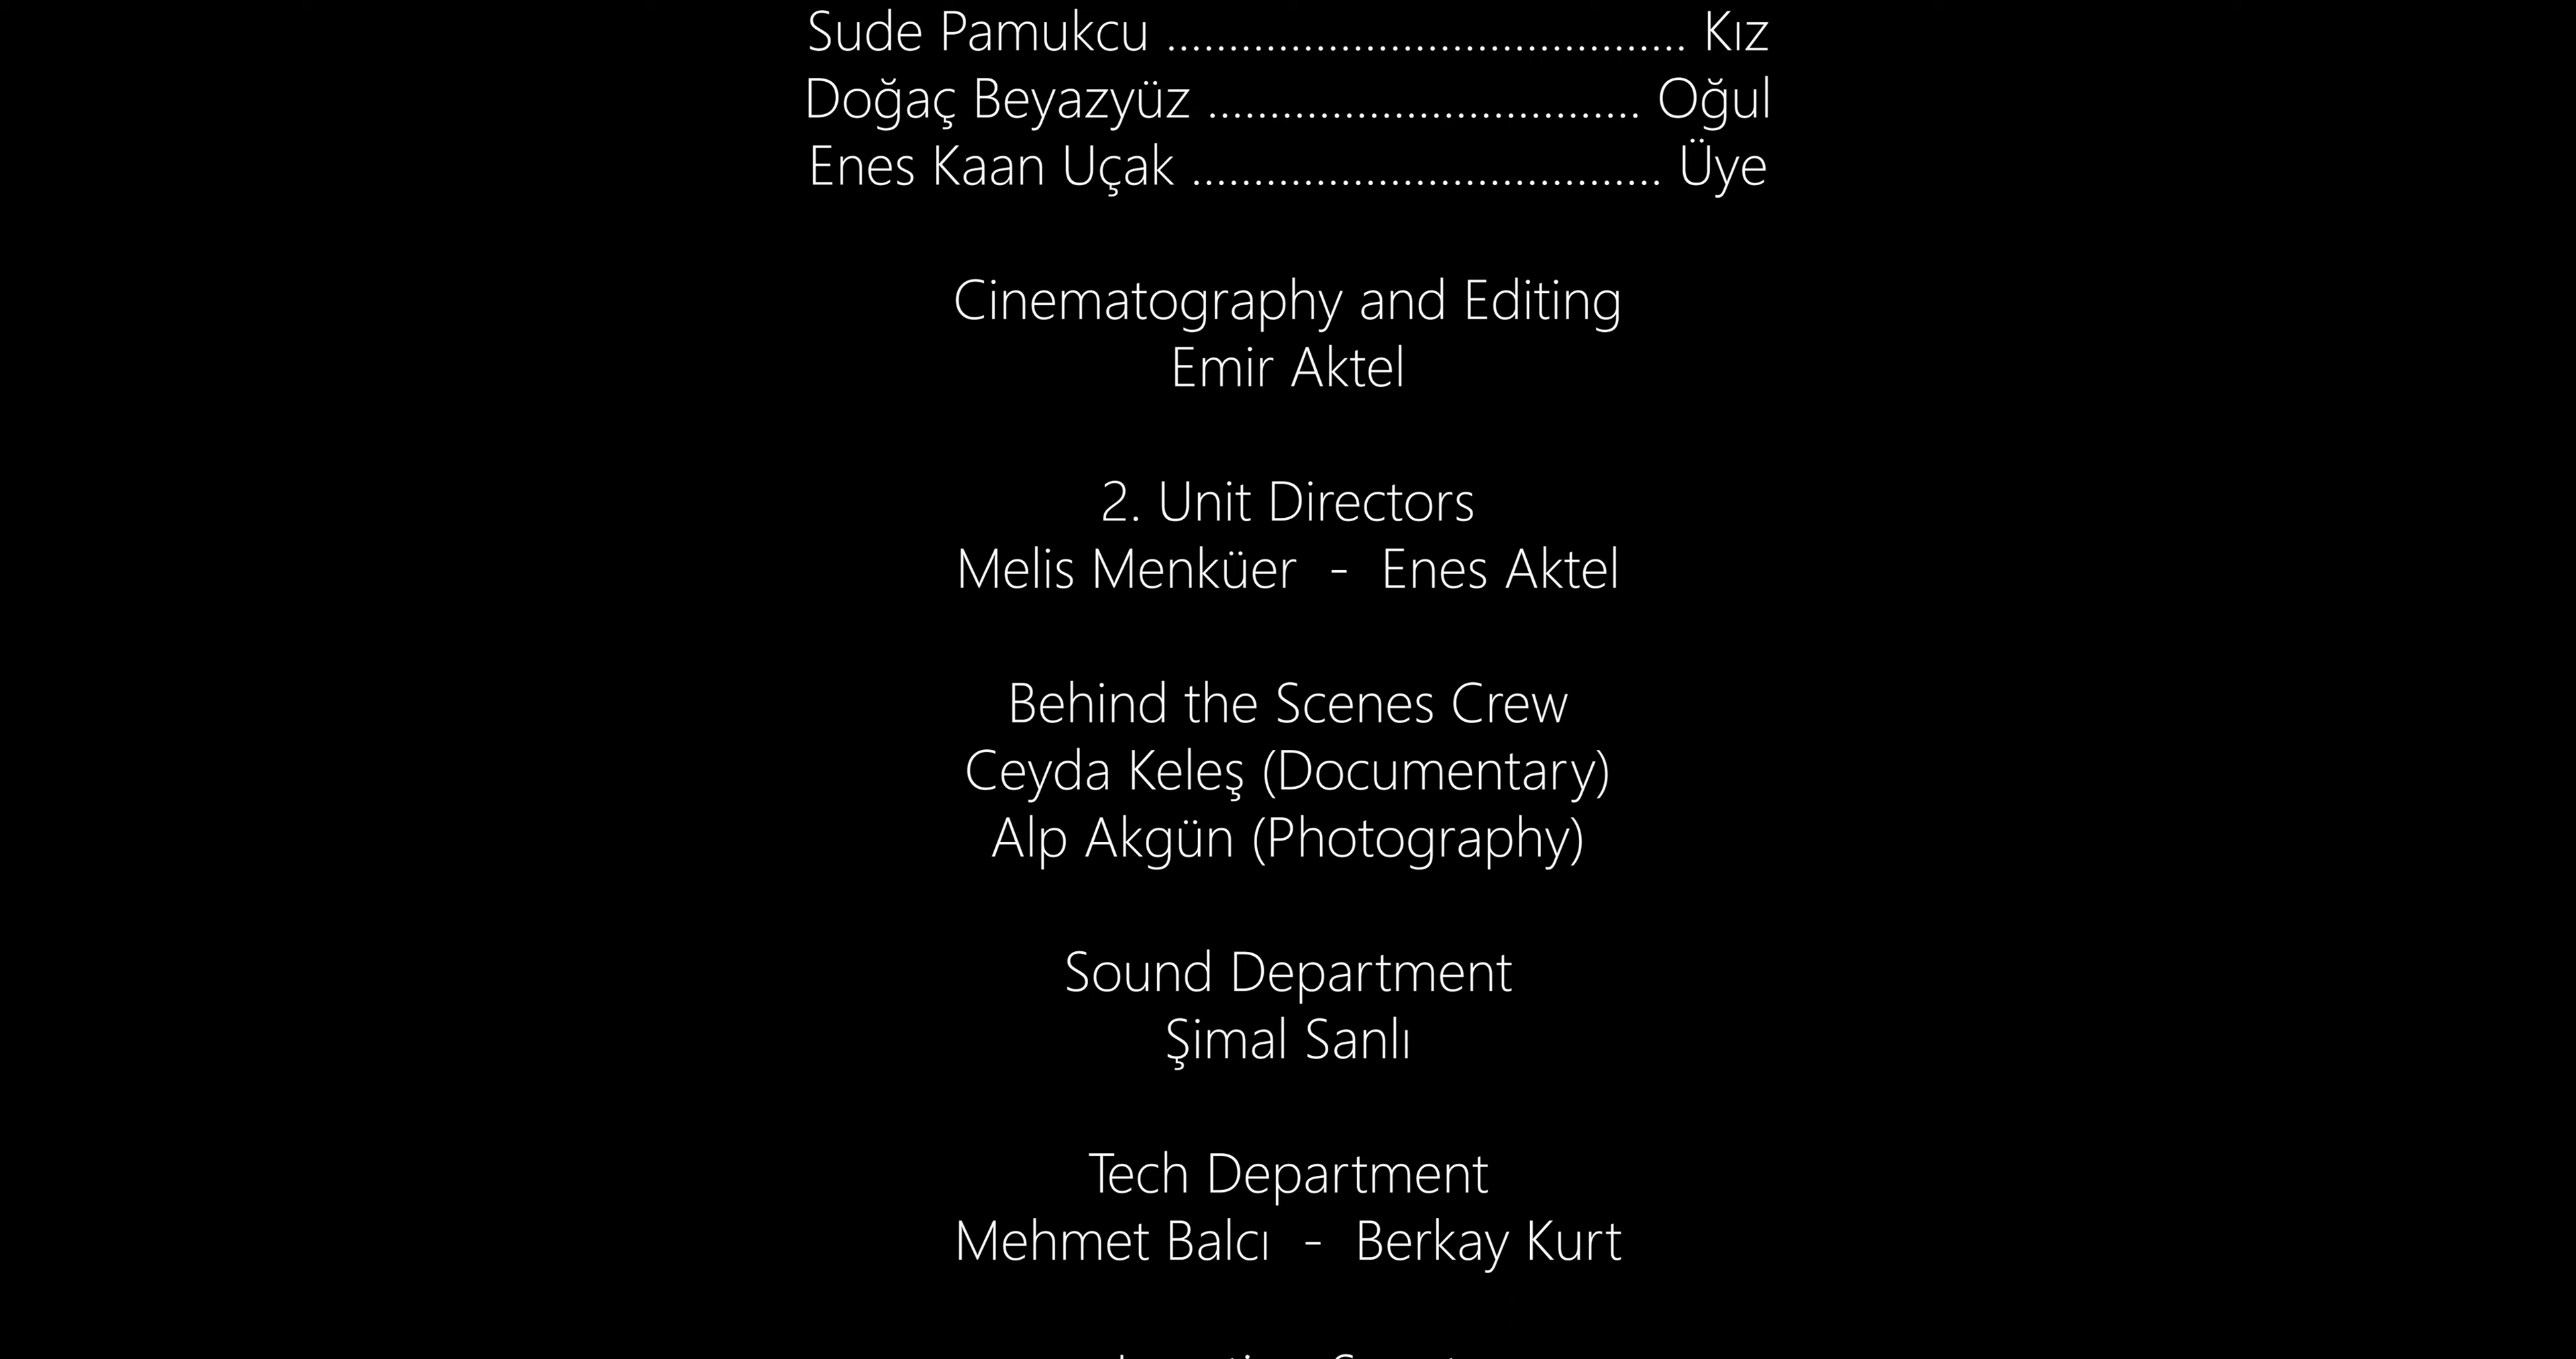 Sude Pamukcu .......................................... Kız
Doğaç Beyazyüz ................................... Oğul
Enes Kaan Uçak ...................................... Üye
Cinematography and Editing
Emir Aktel
2. Unit Directors
Melis Menküer - Enes Aktel
Behind the Scenes Crew
Ceyda Keleş (Documentary)
Alp Akgün (Photography)
Sound Department
Şimal Sanlı
Tech Department
Mehmet Balcı - Berkay Kurt